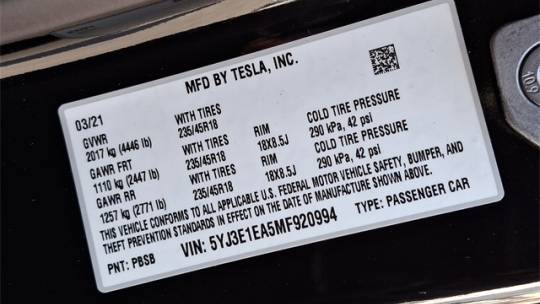 MFD BY TESLA, INC.
03/21
GVWR WITH TIRES COLD TIRE PRESSURE
2017 kg (4446 lb) 235/45R18 RIM 18X8.5J 290 kPa, 42 psi
GAWR FRT WITH TIRES COLD TIRE PRESSURE
1110 kg (2447 lb) 235/45R18 RIM 18X8.5J 290 kPa, 42 psi
GAWR RR
1257 kg (2771 lb) 235/45R18
THIS VEHICLE CONFORMS TO ALL APPLICABLE U.S. FEDERAL MOTOR VEHICLE SAFETY, BUMPER, AND
THEFT PREVENTION STANDARDS IN EFFECT ON THE DATE OF MANUFACTURE SHOWN ABOVE.
PNT: PBSB VIN: 5YJ3E1EA5MF920994 TYPE: PASSENGER CAR